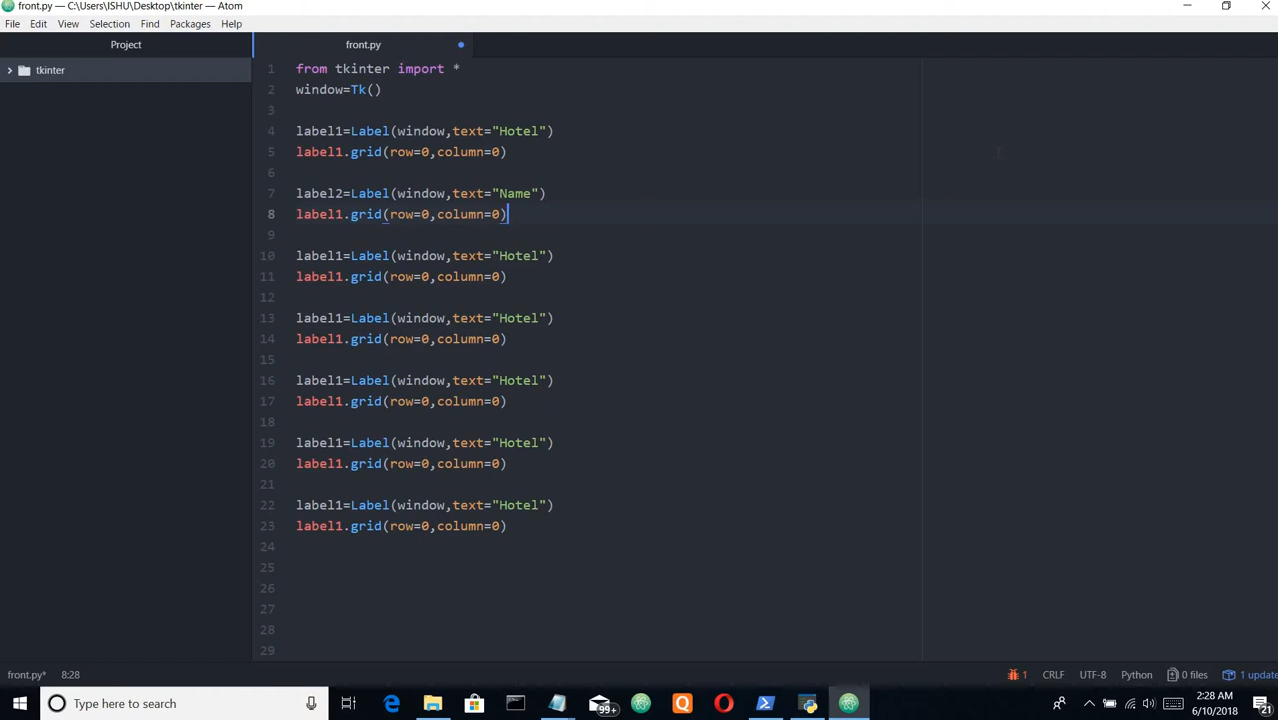 front.py — C:\Users\ISHU\Desktop\tkinter — Atom
File Edit View Selection Find Packages Help
Project
front.py
tkinter
1 from tkinter import *
2 window=Tk()
3
4 label1=Label(window,text="Hotel")
5 label1.grid(row=0,column=0)
6
7 label2=Label(window,text="Name")
8 label1.grid(row=0,column=0)
9
10 label1=Label(window,text="Hotel")
11 label1.grid(row=0,column=0)
12
13 label1=Label(window,text="Hotel")
14 label1.grid(row=0,column=0)
15
16 label1=Label(window,text="Hotel")
17 label1.grid(row=0,column=0)
18
19 label1=Label(window,text="Hotel")
20 label1.grid(row=0,column=0)
21
22 label1=Label(window,text="Hotel")
23 label1.grid(row=0,column=0)
24
25
26
27
28
29
front.py* 8:28 1 CRLF UTF-8 Python 0 files 1 update
Type here to search 99+ 2:28 AM
6/10/2018 21